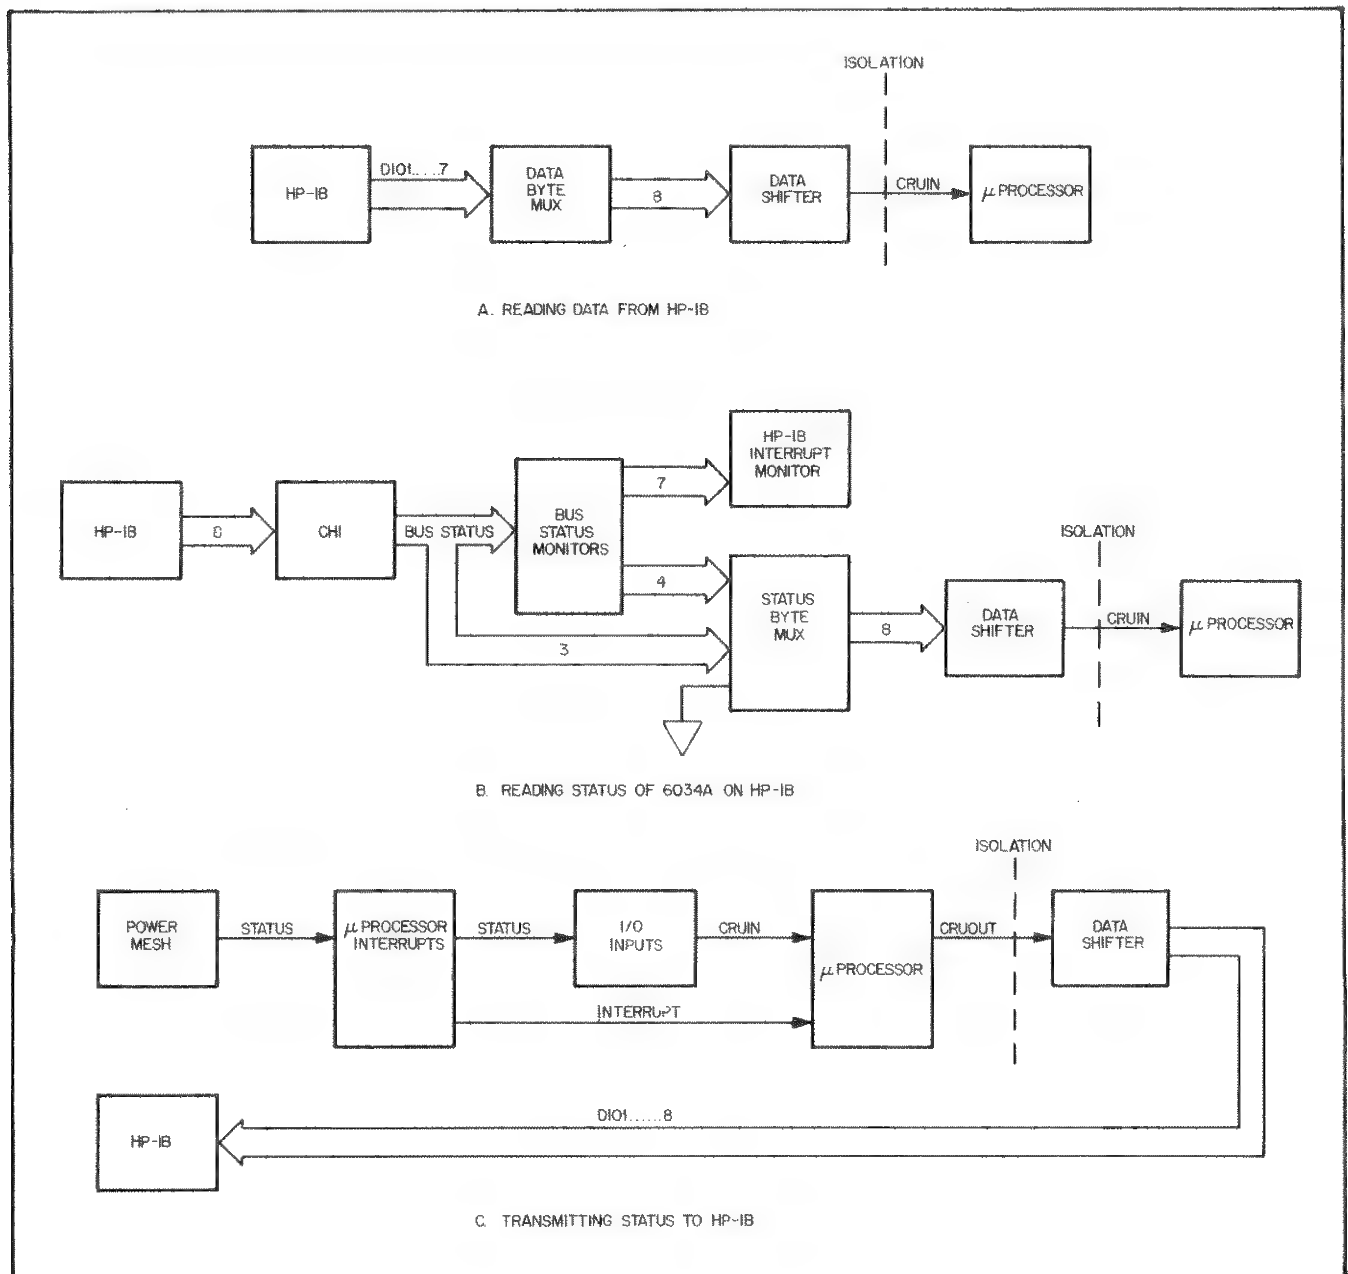 ISOLATION
HP-IB
DIO1....7
DATA
BYTE
MUX
8
DATA
SHIFTER
CRUIN
μ PROCESSOR
A. READING DATA FROM HP-IB
HP-IB
INTERRUPT
MONITOR
7
HP-IB
8
CHI
BUS STATUS
BUS
STATUS
MONITORS
4
3
STATUS
BYTE
MUX
8
DATA
SHIFTER
ISOLATION
CRUIN
μ PROCESSOR
B. READING STATUS OF 6034A ON HP-IB
ISOLATION
POWER
MESH
STATUS
μ PROCESSOR
INTERRUPTS
STATUS
I/O
INPUTS
CRUIN
INTERRUPT
μ PROCESSOR
CRUOUT
DATA
SHIFTER
HP-IB
DIO1......8
C. TRANSMITTING STATUS TO HP-IB